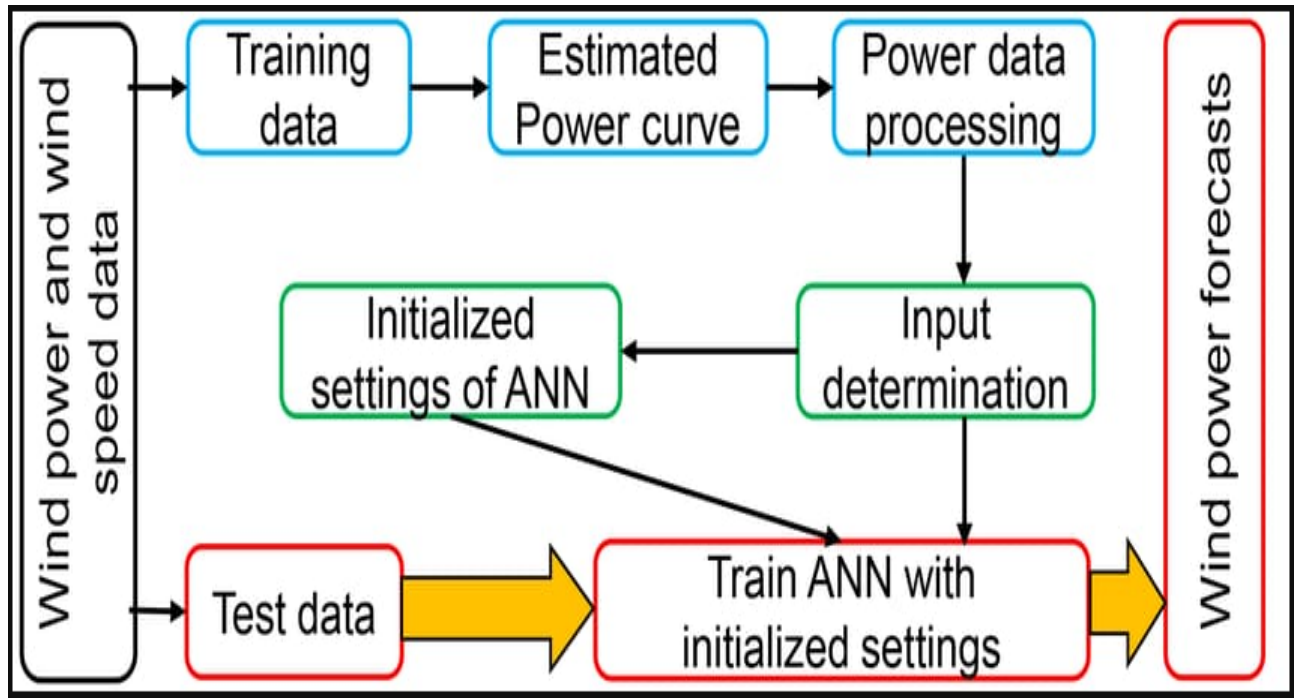 Wind power and wind
speed data
Training
data
Estimated
Power curve
Power data
processing
Initialized
settings of ANN
Input
determination
Test data
Train ANN with
initialized settings
Wind power forecasts